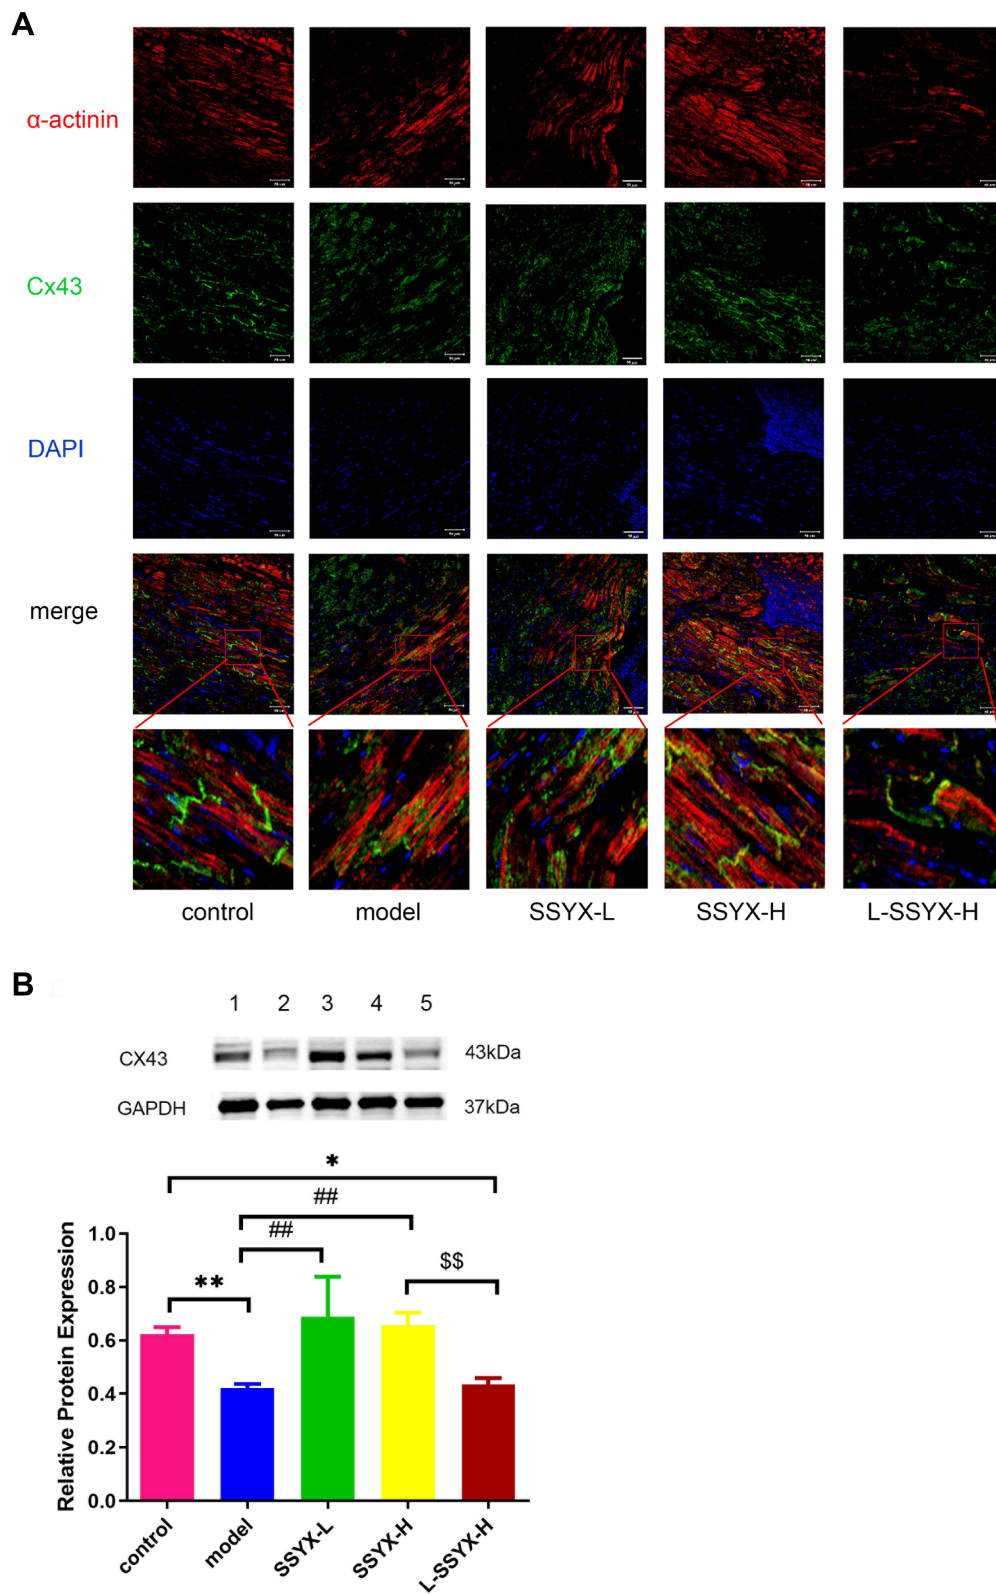 A
α-actinin
Cx43
DAPI
merge
control model SSYX-L SSYX-H L-SSYX-H
B
1 2 3 4 5
CX43 43kDa
GAPDH 37kDa
*
##
##
**
$$
Relative Protein Expression
1.0
0.8
0.6
0.4
0.2
0.0
control model SSYX-L SSYX-H L-SSYX-H